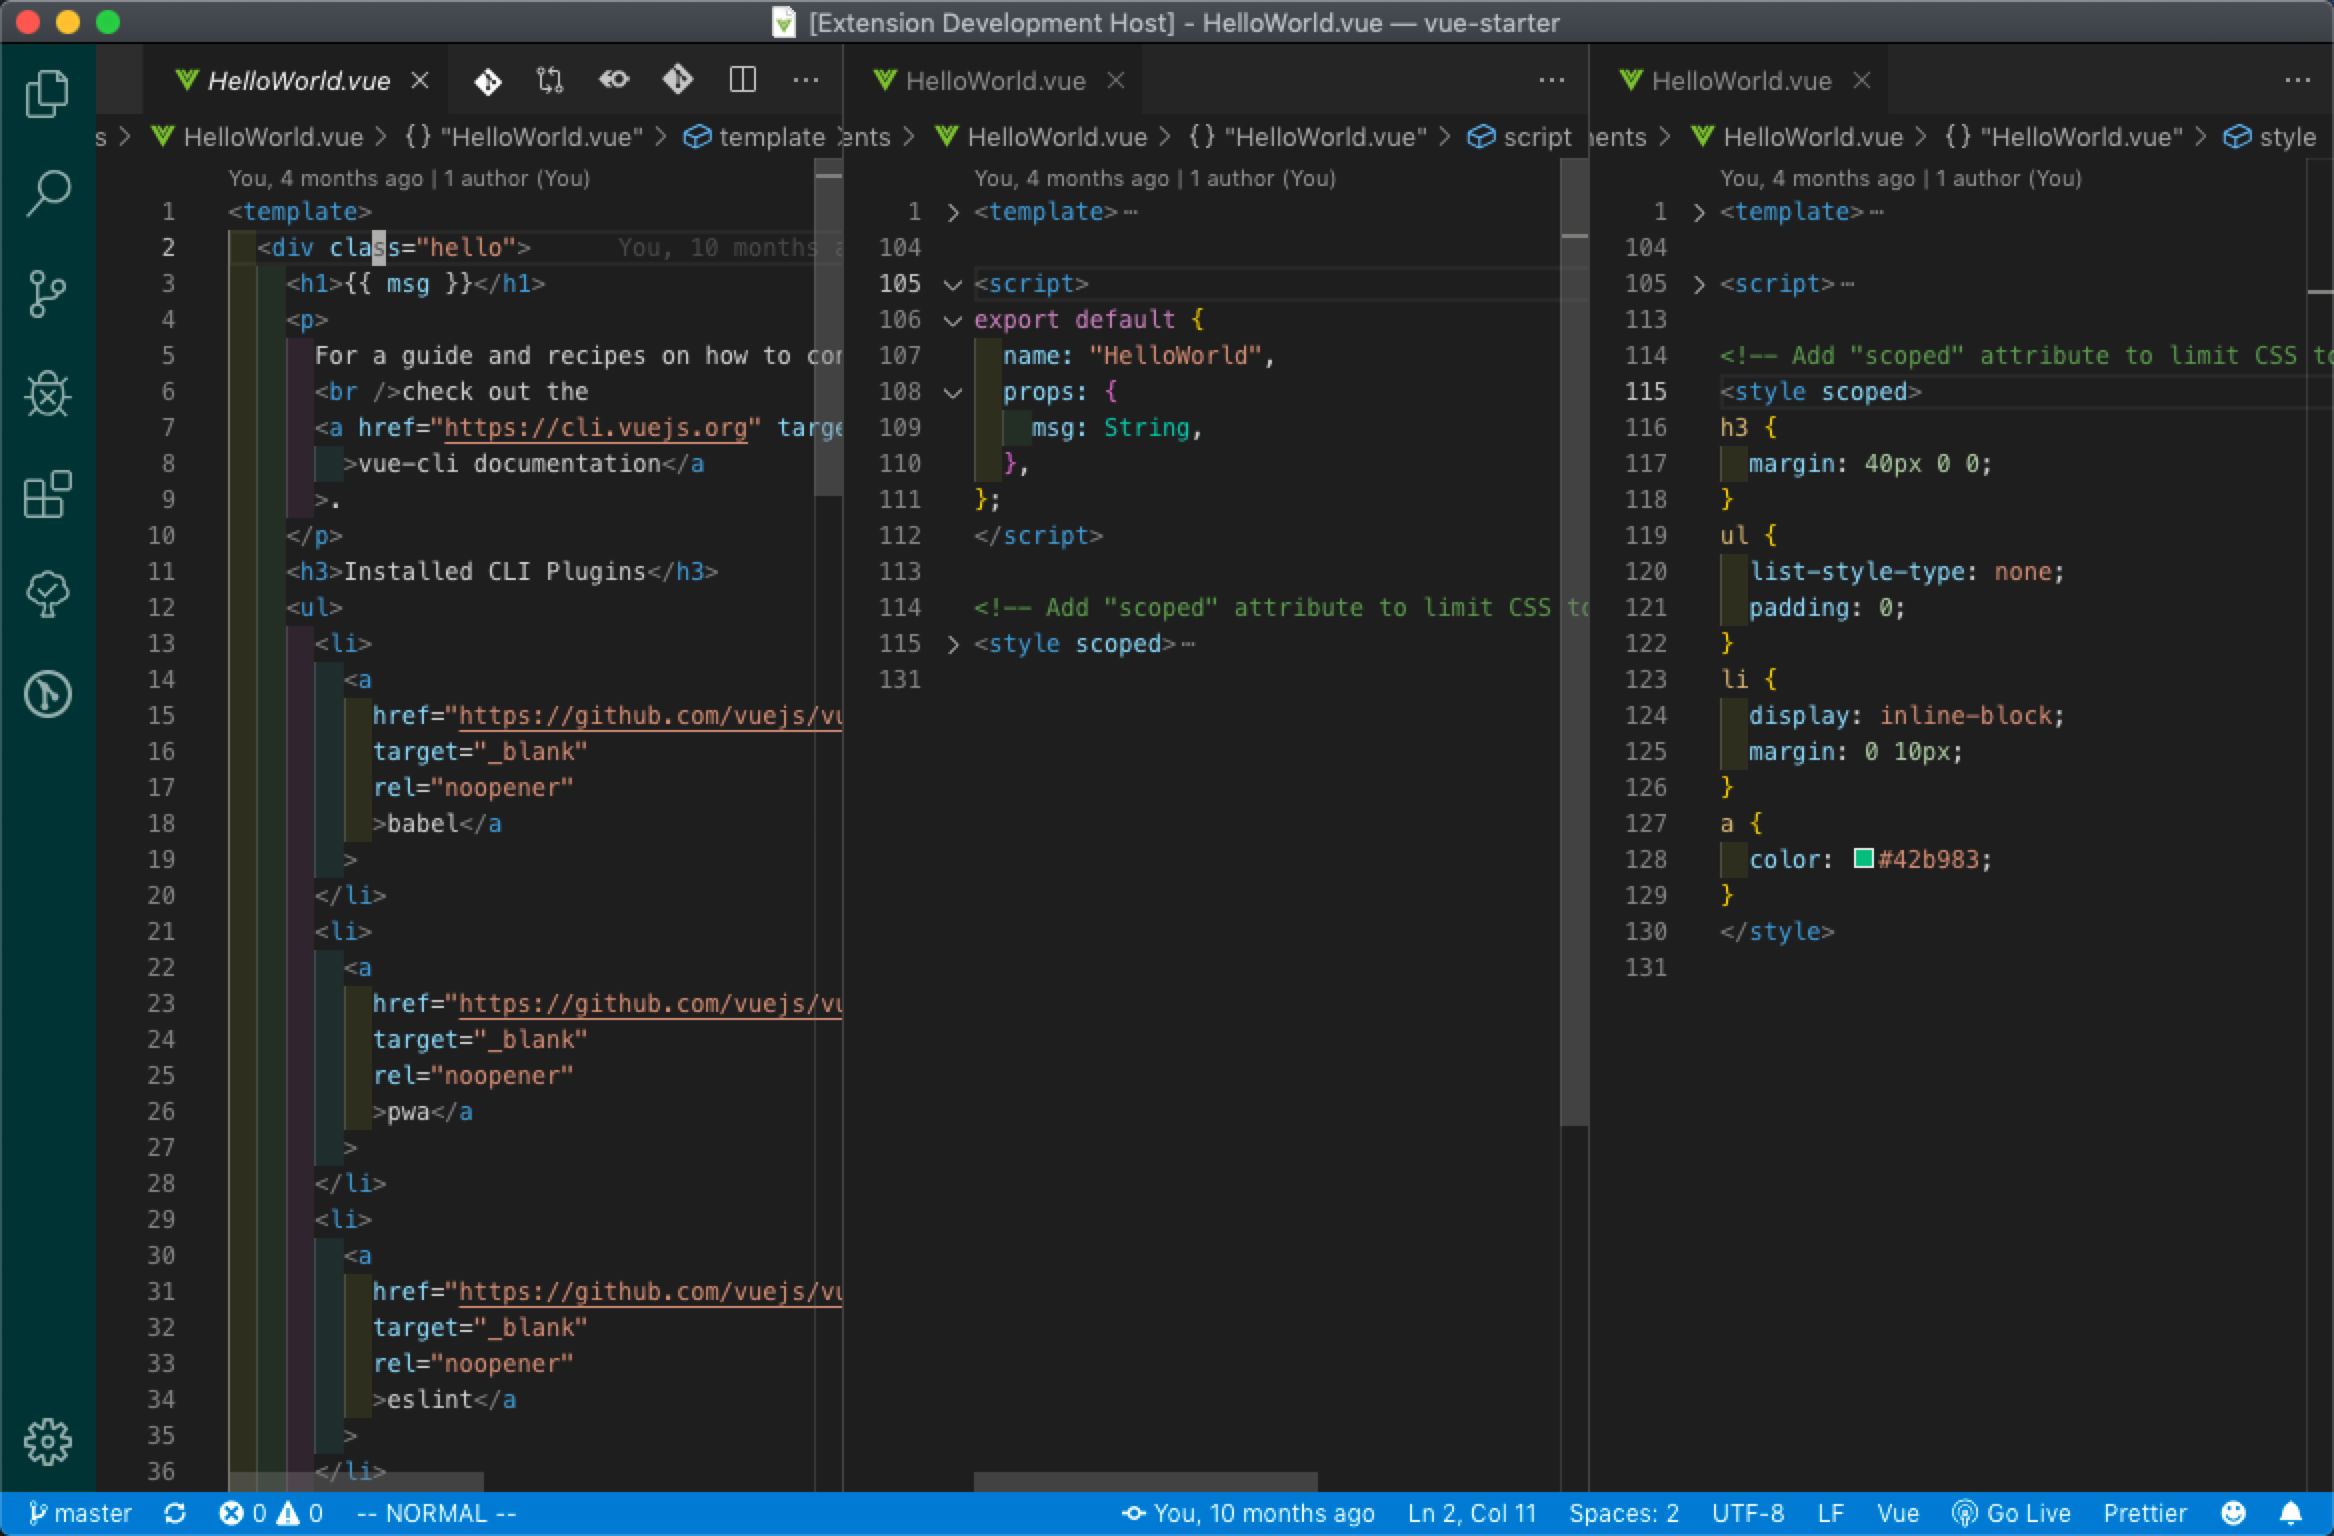 [Extension Development Host] - HelloWorld.vue — vue-starter
HelloWorld.vue
s > HelloWorld.vue > {} "HelloWorld.vue" > template
You, 4 months ago | 1 author (You)
1 <template>
2 <div class="hello"> You, 10 months
3 <h1>{{ msg }}</h1>
4 <p>
5 For a guide and recipes on how to
6 <br />check out the
7 <a href="https://cli.vuejs.org" targe
8 >vue-cli documentation</a
9 >.
10 </p>
11 <h3>Installed CLI Plugins</h3>
12 <ul>
13 <li>
14 <a
15 href="https://github.com/vuejs/vu
16 target="_blank"
17 rel="noopener"
18 >babel</a
19 >
20 </li>
21 <li>
22 <a
23 href="https://github.com/vuejs/vu
24 target="_blank"
25 rel="noopener"
26 >pwa</a
27 >
28 </li>
29 <li>
30 <a
31 href="https://github.com/vuejs/vu
32 target="_blank"
33 rel="noopener"
34 >eslint</a
35 >
36 </li>
HelloWorld.vue
ents > HelloWorld.vue > {} "HelloWorld.vue" > script
You, 4 months ago | 1 author (You)
1 <template>⋯
104
105 <script>
106 export default {
107 name: "HelloWorld",
108 props: {
109 msg: String,
110 },
111 };
112 </script>
113
114 <!-- Add "scoped" attribute to limit CSS to
115 <style scoped>⋯
131
HelloWorld.vue
ents > HelloWorld.vue > {} "HelloWorld.vue" > style
You, 4 months ago | 1 author (You)
1 <template>⋯
104
105 <script>⋯
113
114 <!-- Add "scoped" attribute to limit CSS to
115 <style scoped>
116 h3 {
117 margin: 40px 0 0;
118 }
119 ul {
120 list-style-type: none;
121 padding: 0;
122 }
123 li {
124 display: inline-block;
125 margin: 0 10px;
126 }
127 a {
128 color: #42b983;
129 }
130 </style>
131
master 0 0 -- NORMAL -- You, 10 months ago Ln 2, Col 11 Spaces: 2 UTF-8 LF Vue Go Live Prettier